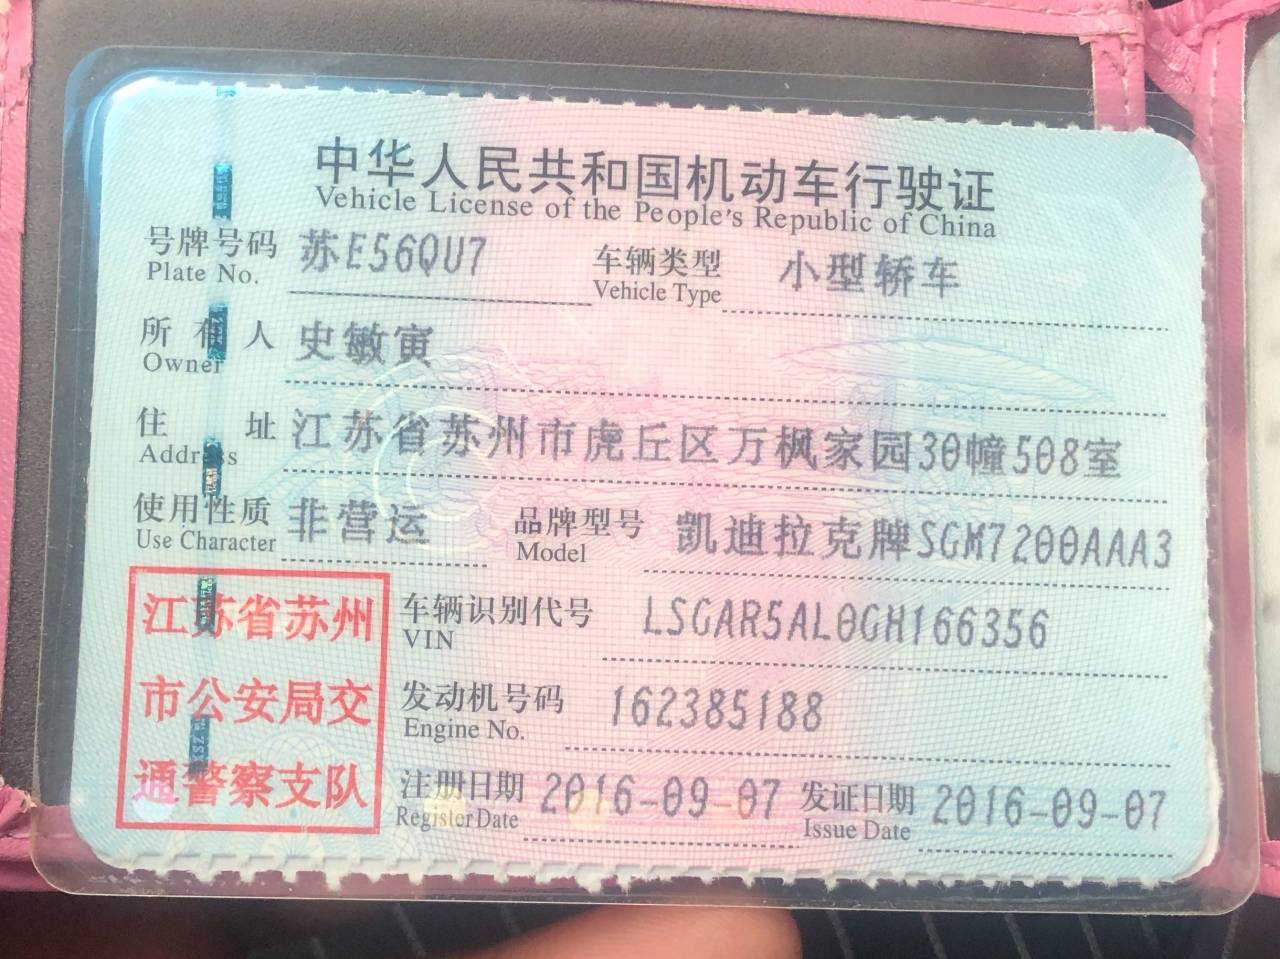 中华人民共和国机动车行驶证
Vehicle License of the People's Republic of China
号牌号码 苏E56QU7 车辆类型 小型轿车
Plate No. Vehicle Type
所有人 史敏寅
Owner
住址 江苏省苏州市虎丘区万枫家园30幢508室
Address
使用性质 非营运 品牌型号 凯迪拉克牌SGM7200AAA3
Use Character Model
江苏省苏州
市公安局交
通警察支队
车辆识别代号 LSGAR5AL0GH166356
VIN
发动机号码 162385188
Engine No.
注册日期 2016-09-07 发证日期 2016-09-07
Register Date Issue Date